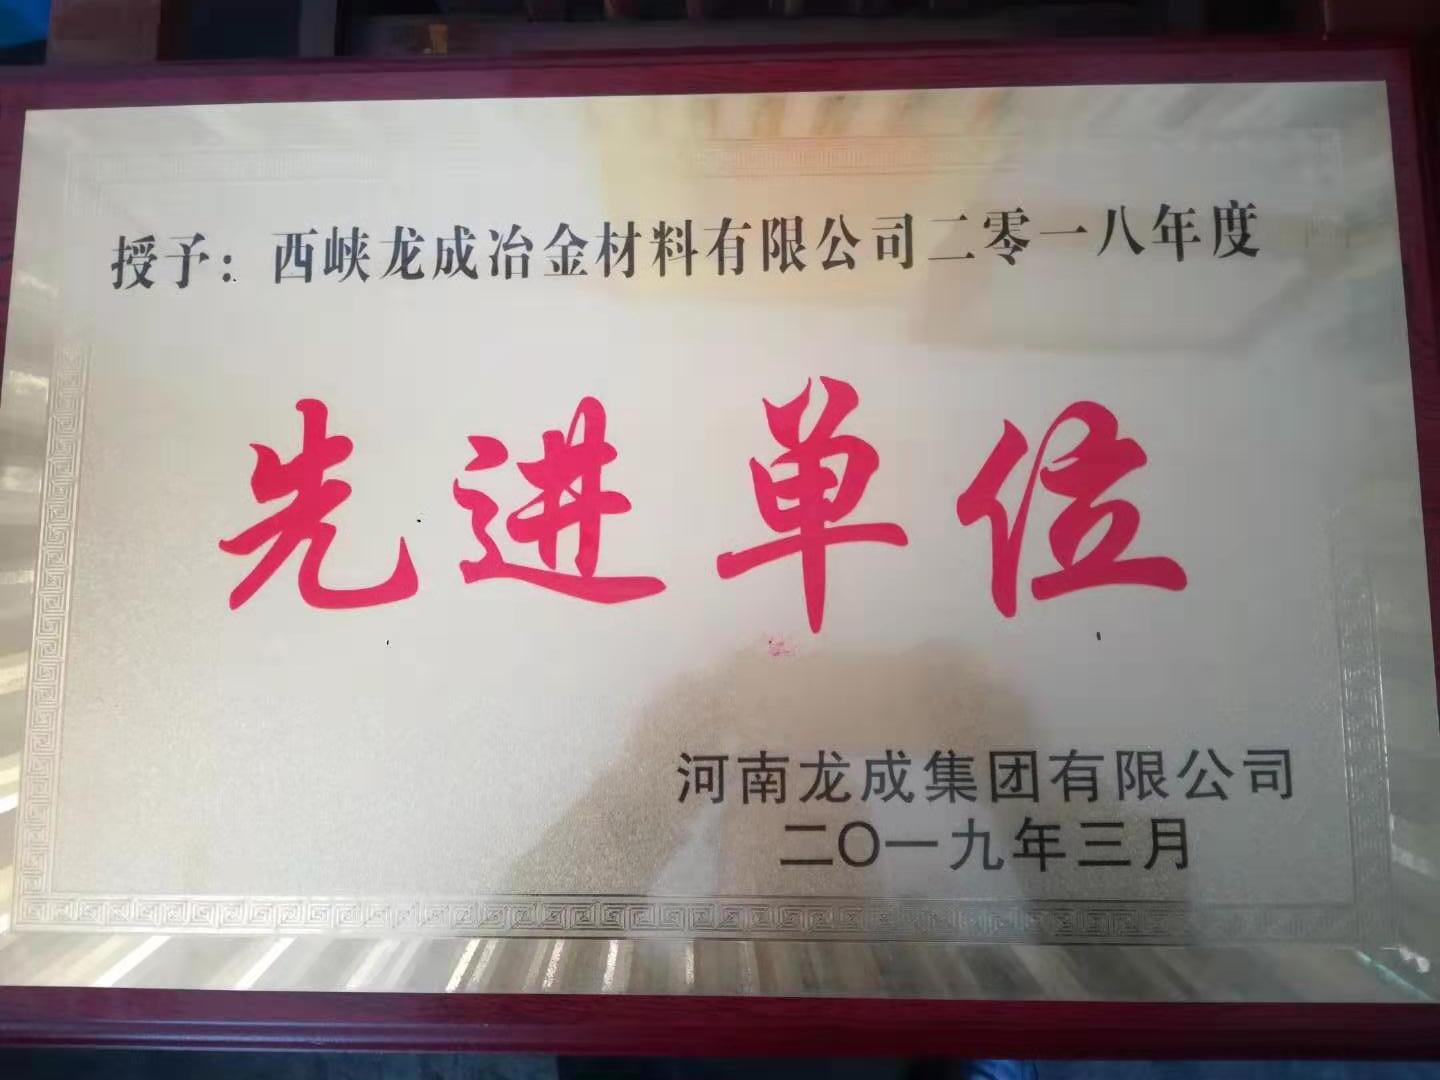 授予：西峡龙成冶金材料有限公司二零一八年度
先进单位
河南龙成集团有限公司
二〇一九年三月